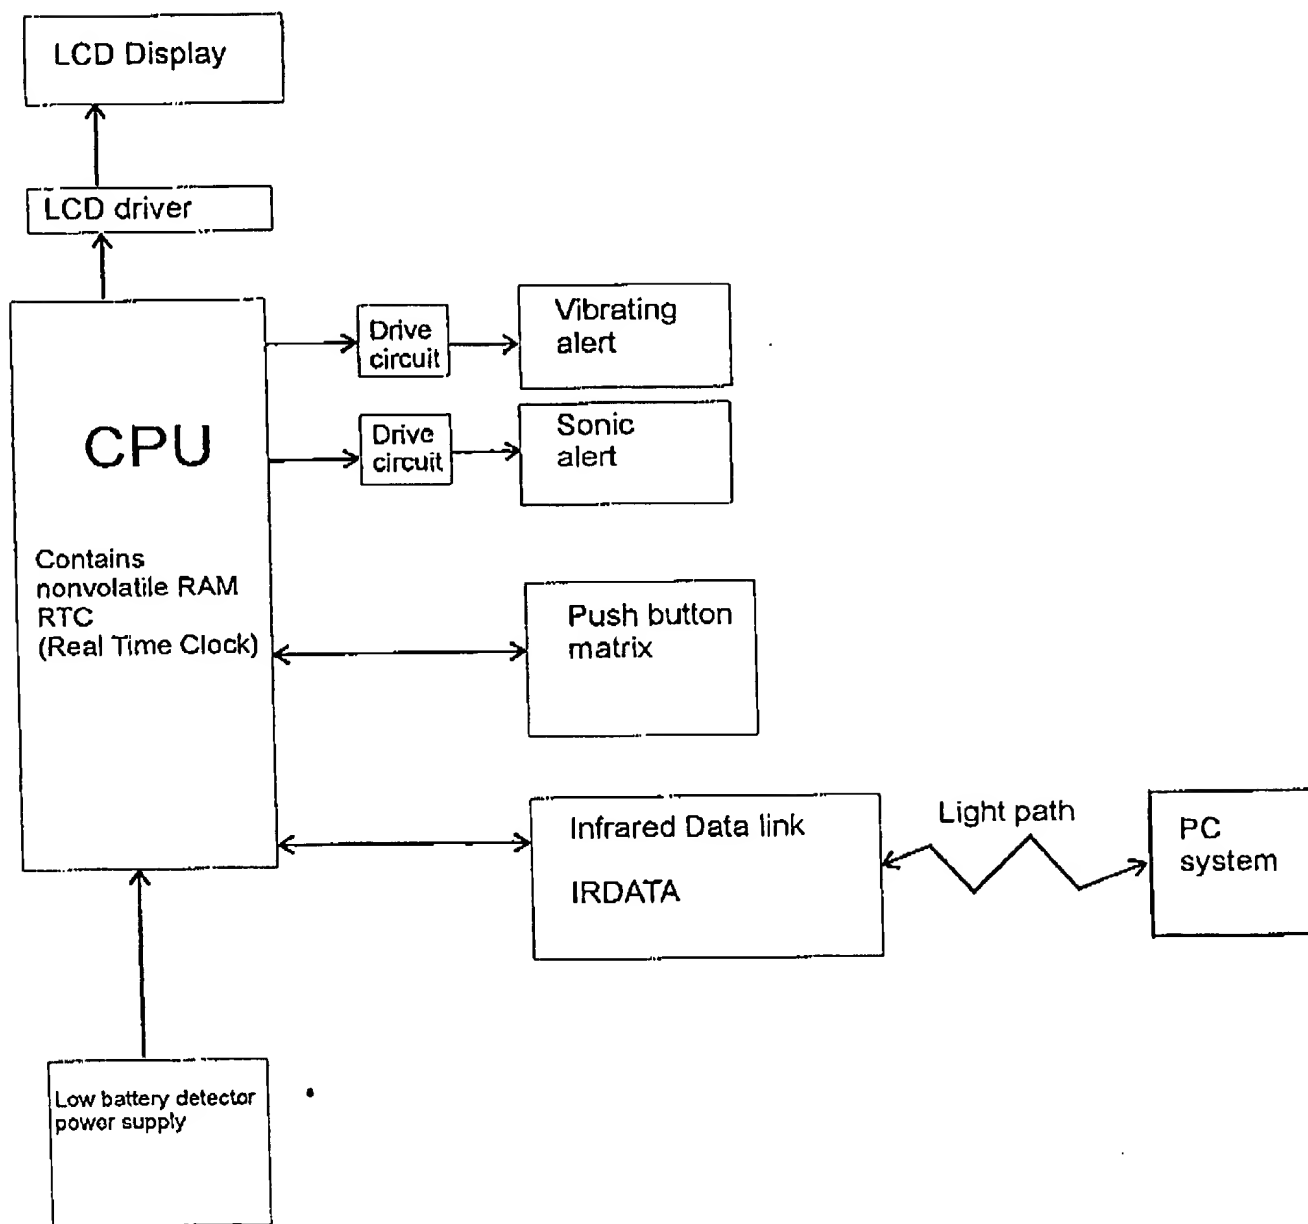 LCD Display
LCD driver
Drive
circuit
Vibrating
alert
CPU
Drive
circuit
Sonic
alert
Contains
nonvolatile RAM
RTC
(Real Time Clock)
Push button
matrix
Infrared Data link
IRDATA
Light path
PC
system
Low battery detector
power supply